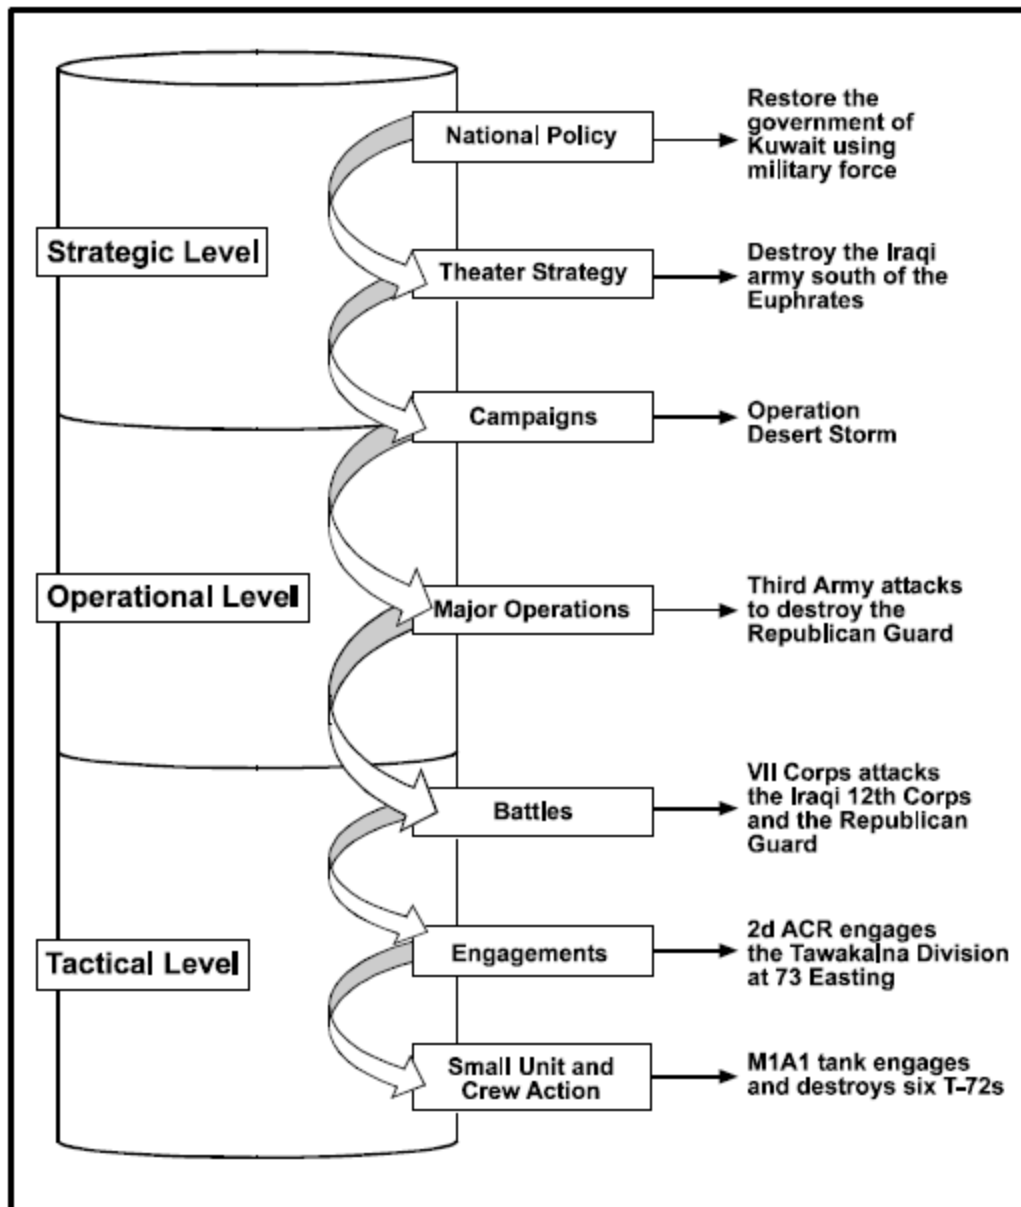 National Policy
Restore the
government of
Kuwait using
military force
Strategic Level
Theater Strategy
Destroy the Iraqi
army south of the
Euphrates
Campaigns
Operation
Desert Storm
Operational Level
Major Operations
Third Army attacks
to destroy the
Republican Guard
Battles
VII Corps attacks
the Iraqi 12th Corps
and the Republican
Guard
Tactical Level
Engagements
2d ACR engages
the Tawakalna Division
at 73 Easting
Small Unit and
Crew Action
M1A1 tank engages
and destroys six T-72s